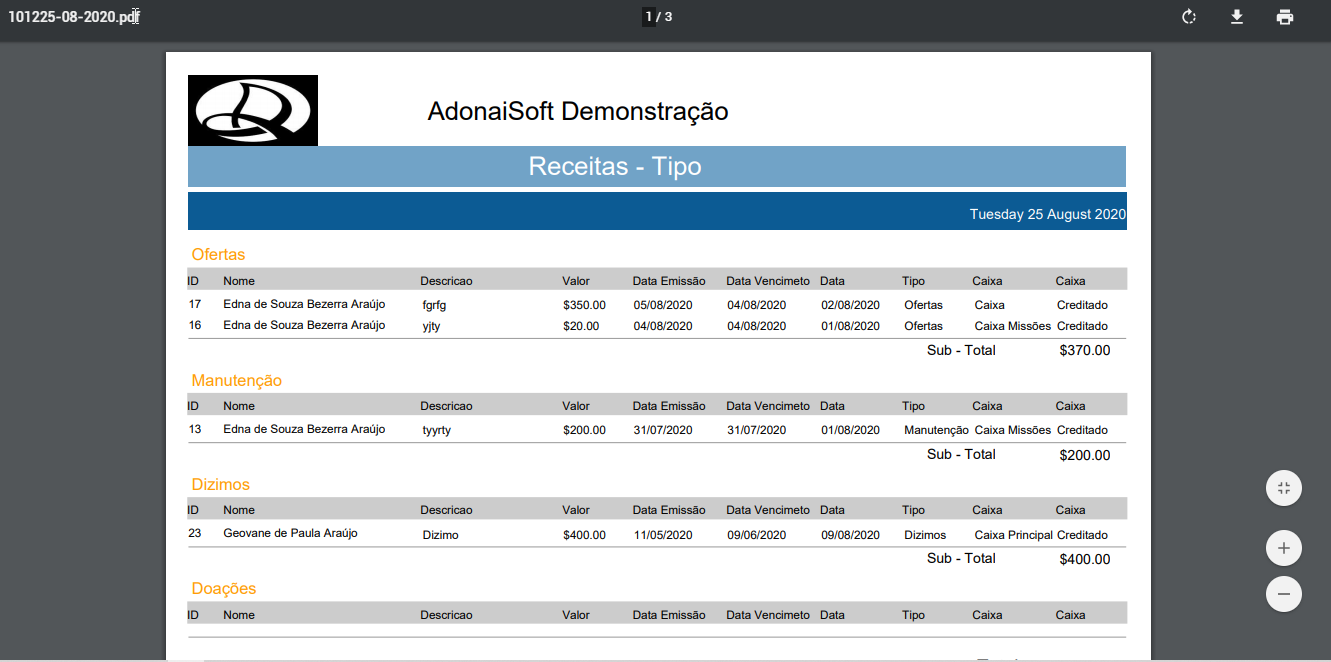 101225-08-2020.pdf
1 / 3
AdonaiSoft Demonstração
Receitas - Tipo
Tuesday 25 August 2020
Ofertas
ID Nome Descricao Valor Data Emissão Data Vencimeto Data Tipo Caixa Caixa
17 Edna de Souza Bezerra Araújo fgrfg $350.00 05/08/2020 04/08/2020 02/08/2020 Ofertas Caixa Creditado
16 Edna de Souza Bezerra Araújo yjty $20.00 04/08/2020 04/08/2020 01/08/2020 Ofertas Caixa Missões Creditado
Sub - Total $370.00
Manutenção
ID Nome Descricao Valor Data Emissão Data Vencimeto Data Tipo Caixa Caixa
13 Edna de Souza Bezerra Araújo tyyrty $200.00 31/07/2020 31/07/2020 01/08/2020 Manutenção Caixa Missões Creditado
Sub - Total $200.00
Dizimos
ID Nome Descricao Valor Data Emissão Data Vencimeto Data Tipo Caixa Caixa
23 Geovane de Paula Araújo Dizimo $400.00 11/05/2020 09/06/2020 09/08/2020 Dizimos Caixa Principal Creditado
Sub - Total $400.00
Doações
ID Nome Descricao Valor Data Emissão Data Vencimeto Data Tipo Caixa Caixa